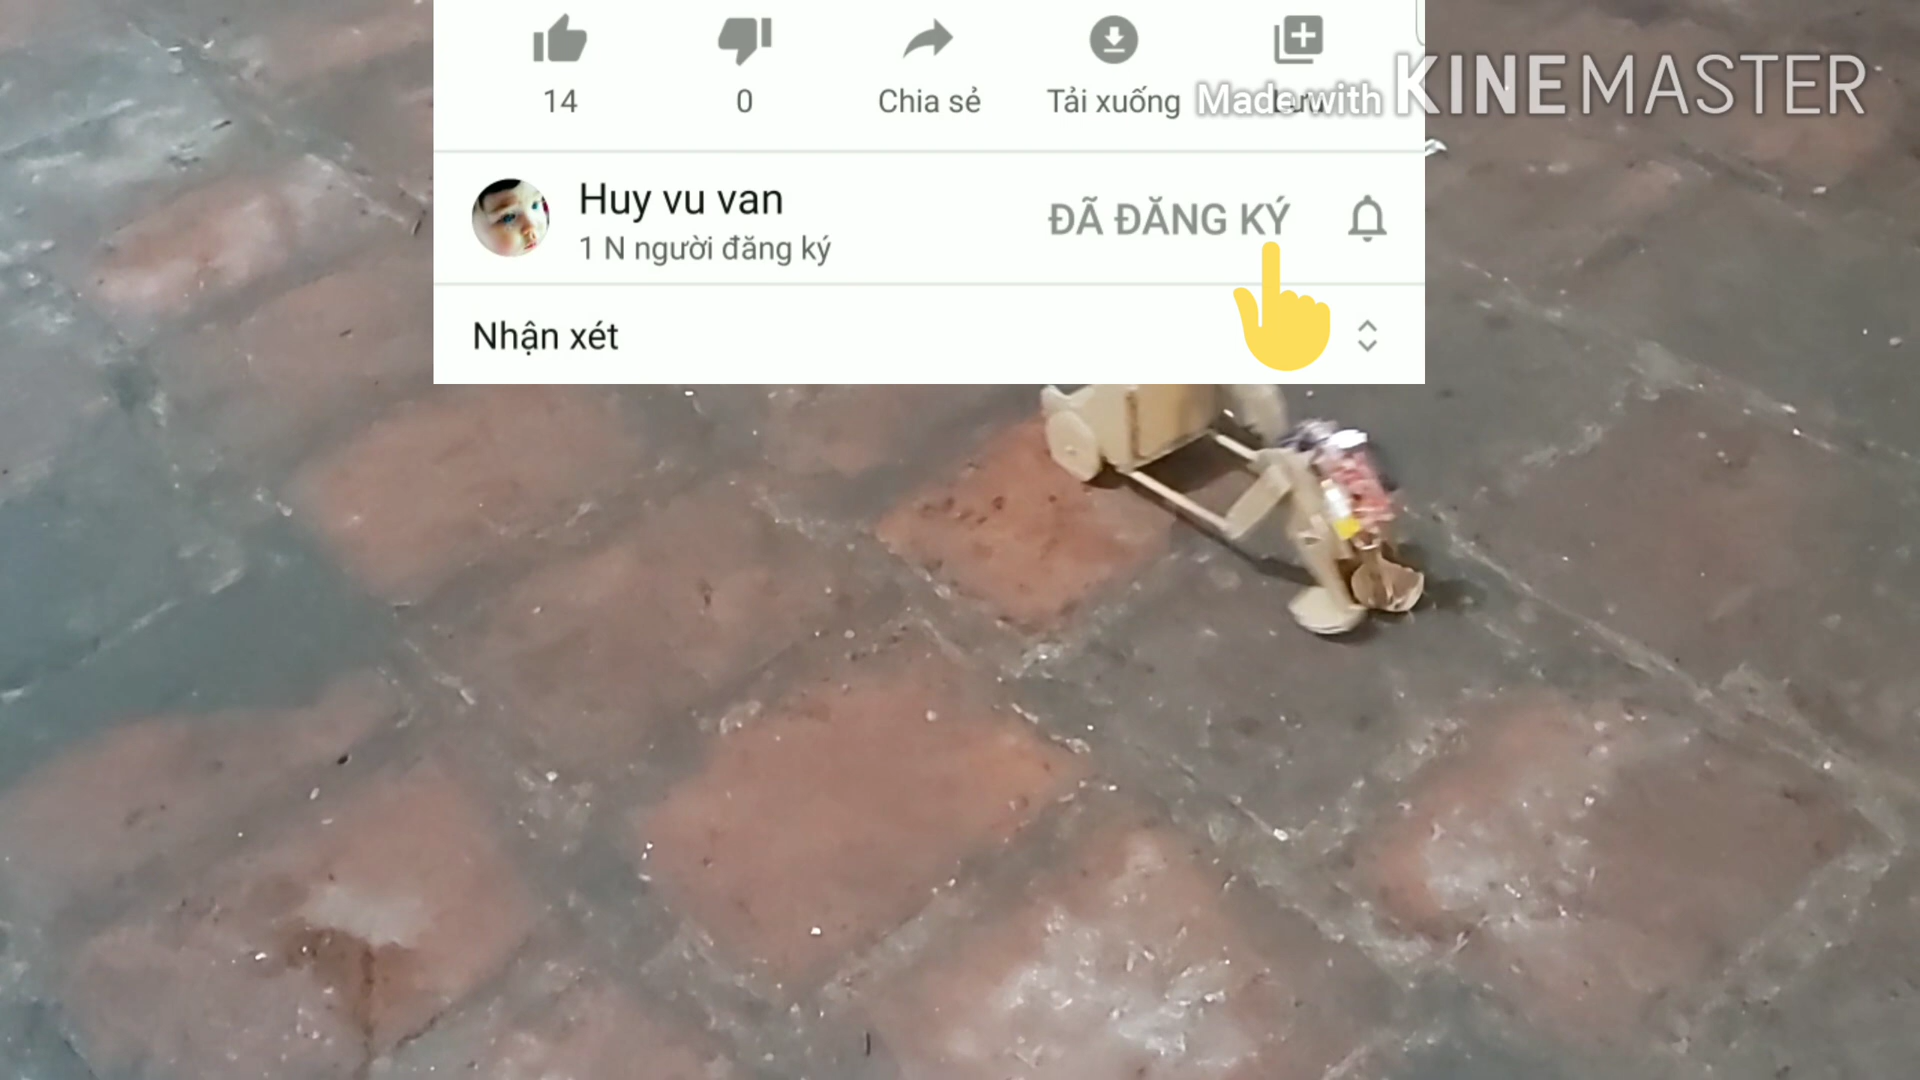 14
0
Chia sẻ
Tải xuống
Lưu
Made with KINEMASTER
Huy vu van
1 N người đăng ký
ĐÃ ĐĂNG KÝ
Nhận xét